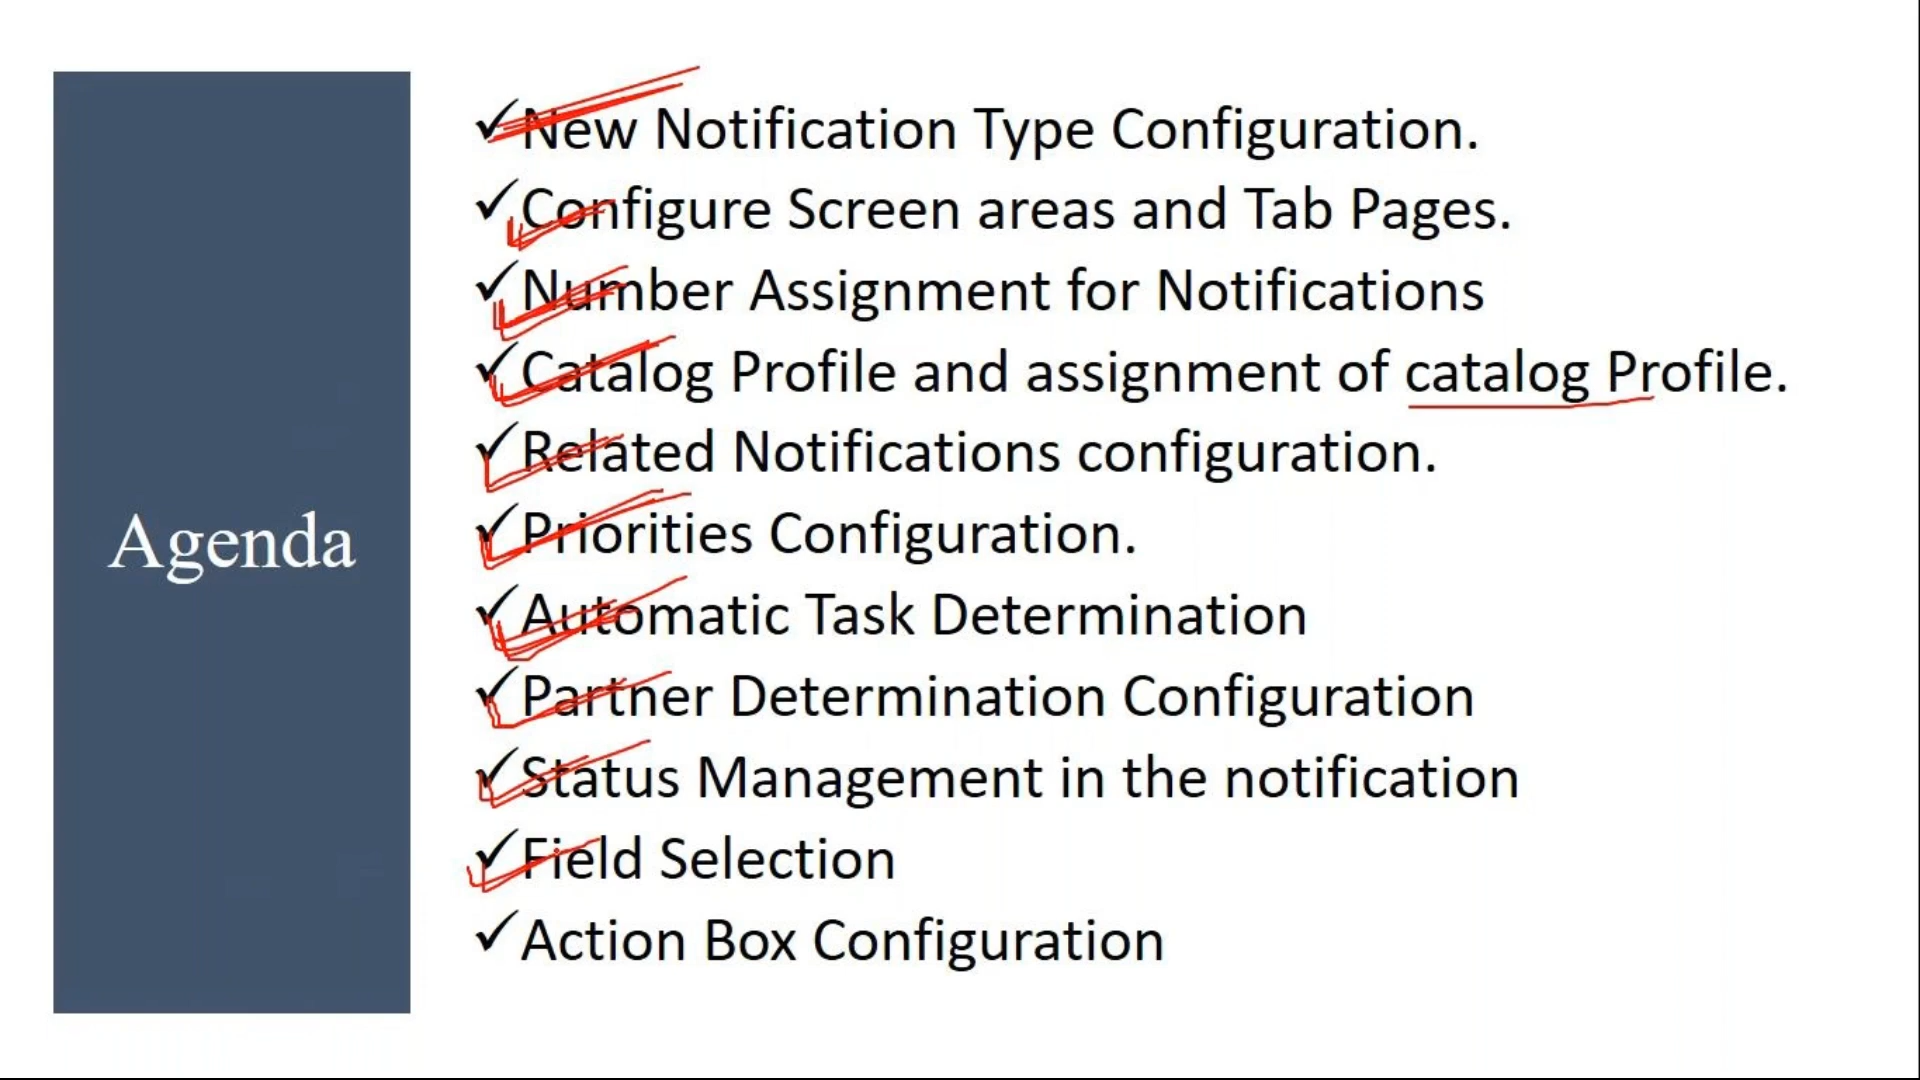 Agenda
New Notification Type Configuration.
Configure Screen areas and Tab Pages.
Number Assignment for Notifications
Catalog Profile and assignment of catalog Profile.
Related Notifications configuration.
Priorities Configuration.
Automatic Task Determination
Partner Determination Configuration
Status Management in the notification
Field Selection
Action Box Configuration